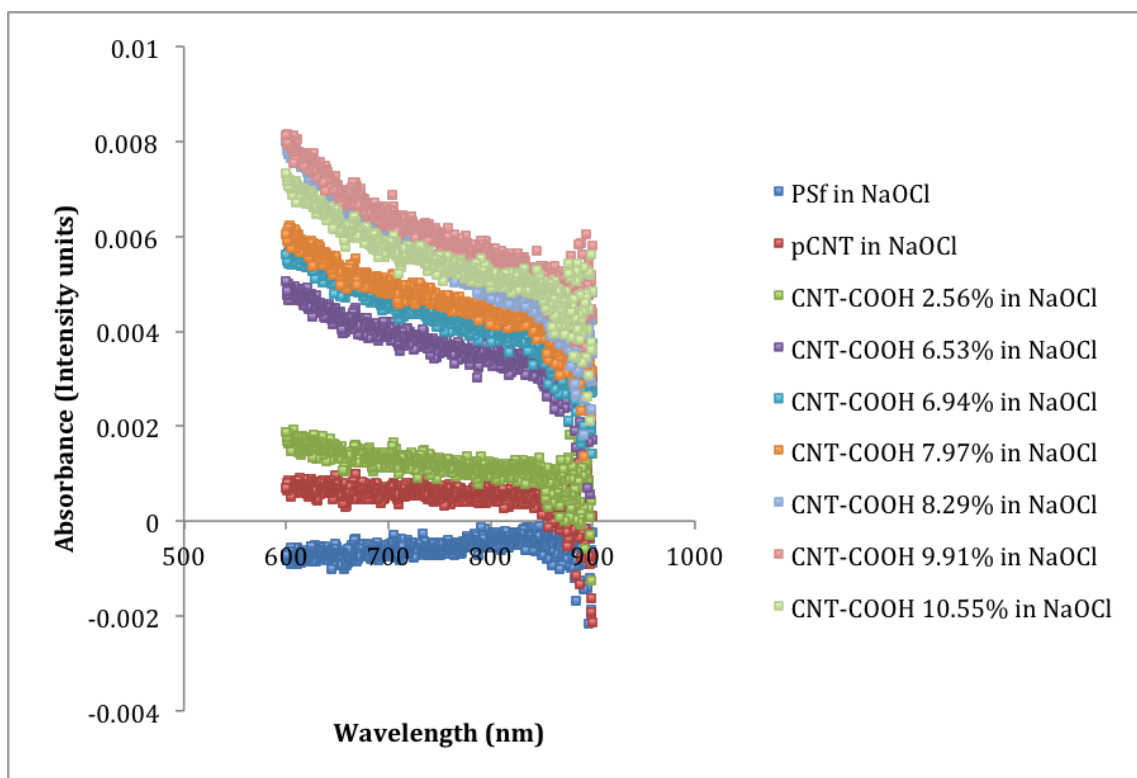 0.01
0.008
0.006
0.004
0.002
0
-0.002
-0.004
500
600
700
800
900
1000
Absorbance (Intensity units)
Wavelength (nm)
PSf in NaOCl
pCNT in NaOCl
CNT-COOH 2.56% in NaOCl
CNT-COOH 6.53% in NaOCl
CNT-COOH 6.94% in NaOCl
CNT-COOH 7.97% in NaOCl
CNT-COOH 8.29% in NaOCl
CNT-COOH 9.91% in NaOCl
CNT-COOH 10.55% in NaOCl